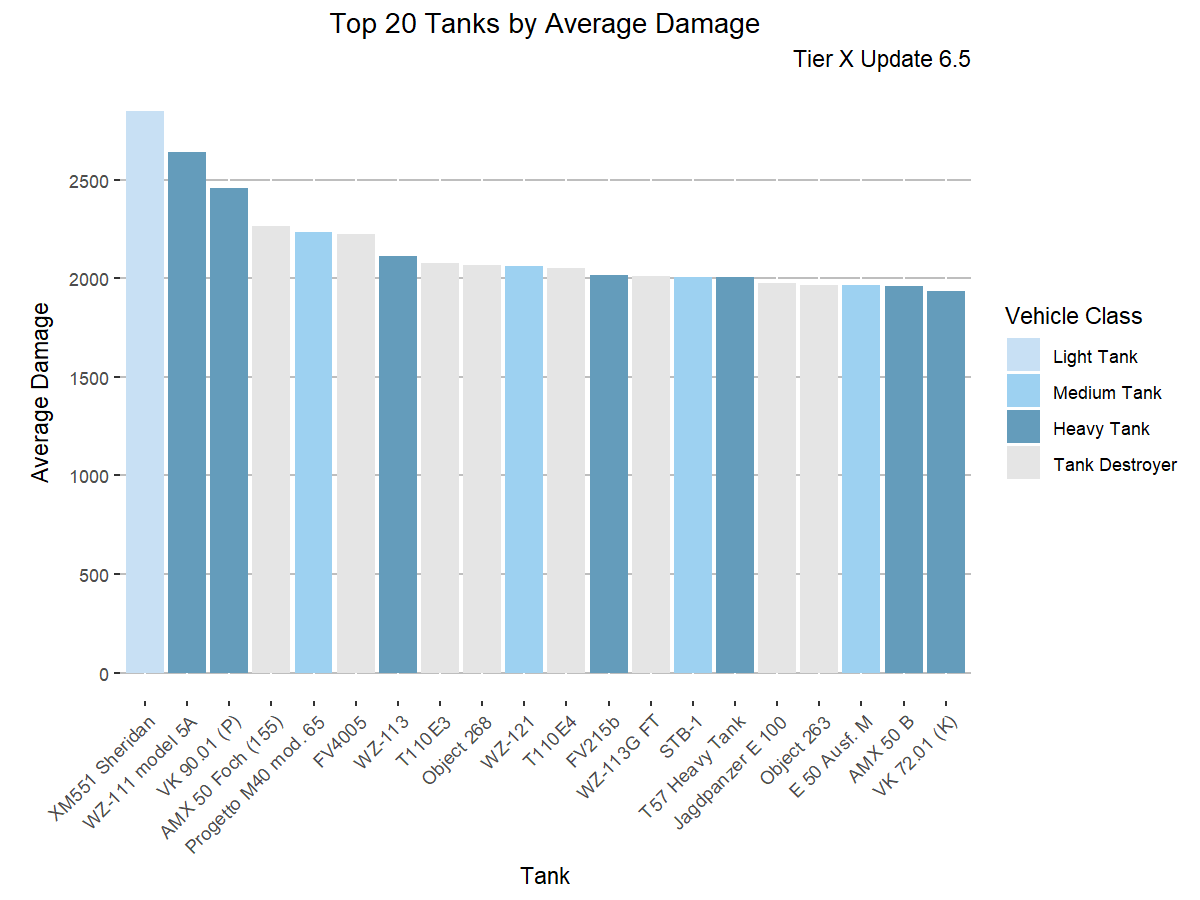 Top 20 Tanks by Average Damage
Tier X Update 6.5
Average Damage
2500
2000
1500
1000
500
0
XM551 Sheridan
WZ-111 model 5A
VK 90.01 (P)
AMX 50 Foch (155)
Progetto M40 mod. 65
FV4005
WZ-113
T110E3
Object 268
WZ-121
T110E4
FV215b
WZ-113G FT
STB-1
T57 Heavy Tank
Jagdpanzer E 100
Object 263
E 50 Ausf. M
AMX 50 B
VK 72.01 (K)
Tank
Vehicle Class
Light Tank
Medium Tank
Heavy Tank
Tank Destroyer